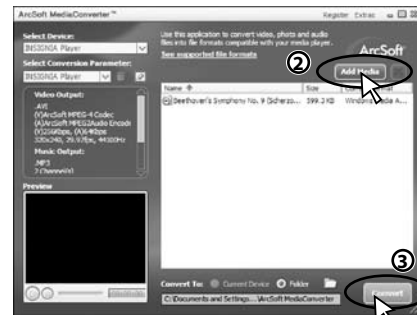 ArcSoft MediaConverter™
Register Extras
Select Device:
INSIGNIA Player
Select Conversion Parameter:
INSIGNIA Player
Video Output:
.AVI
(V)ArcSoft MPEG-4 Codec
(A)ArcSoft MPEG2Audio Encode
(V)256Kbps, (A)64Kbps
320x240, 29.97fps, 44100Hz
Music Output:
.MP3
2 Channel(s)
Preview
Use this application to convert video, photo and audio
files into file formats compatible with your media player.
See supported file formats
ArcSoft
②
Add Media
Name Size Format
Beethoven's Symphony No. 9 (Scherzo... 599.3 KB Windows Media A...
Convert To: Current Device Folder
C:\Documents and Settings...\ArcSoft MediaConverter
③
Convert